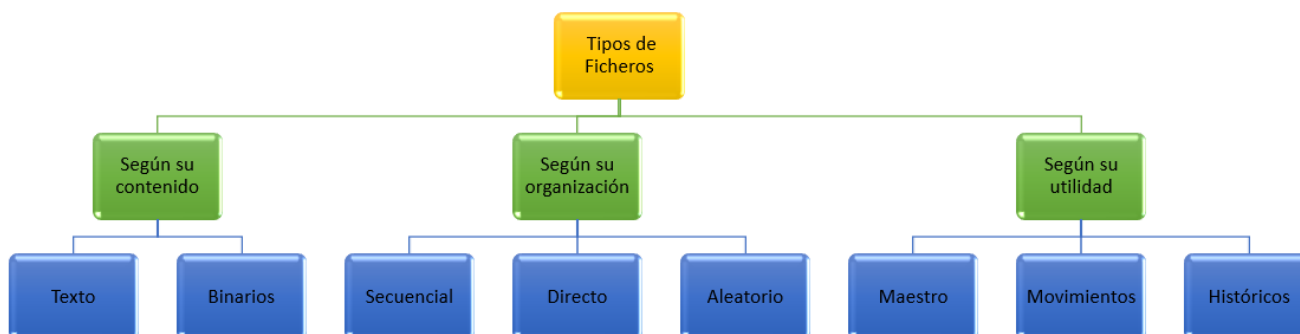 Tipos de
Ficheros
Según su
contenido
Según su
organización
Según su
utilidad
Texto
Binarios
Secuencial
Directo
Aleatorio
Maestro
Movimientos
Históricos